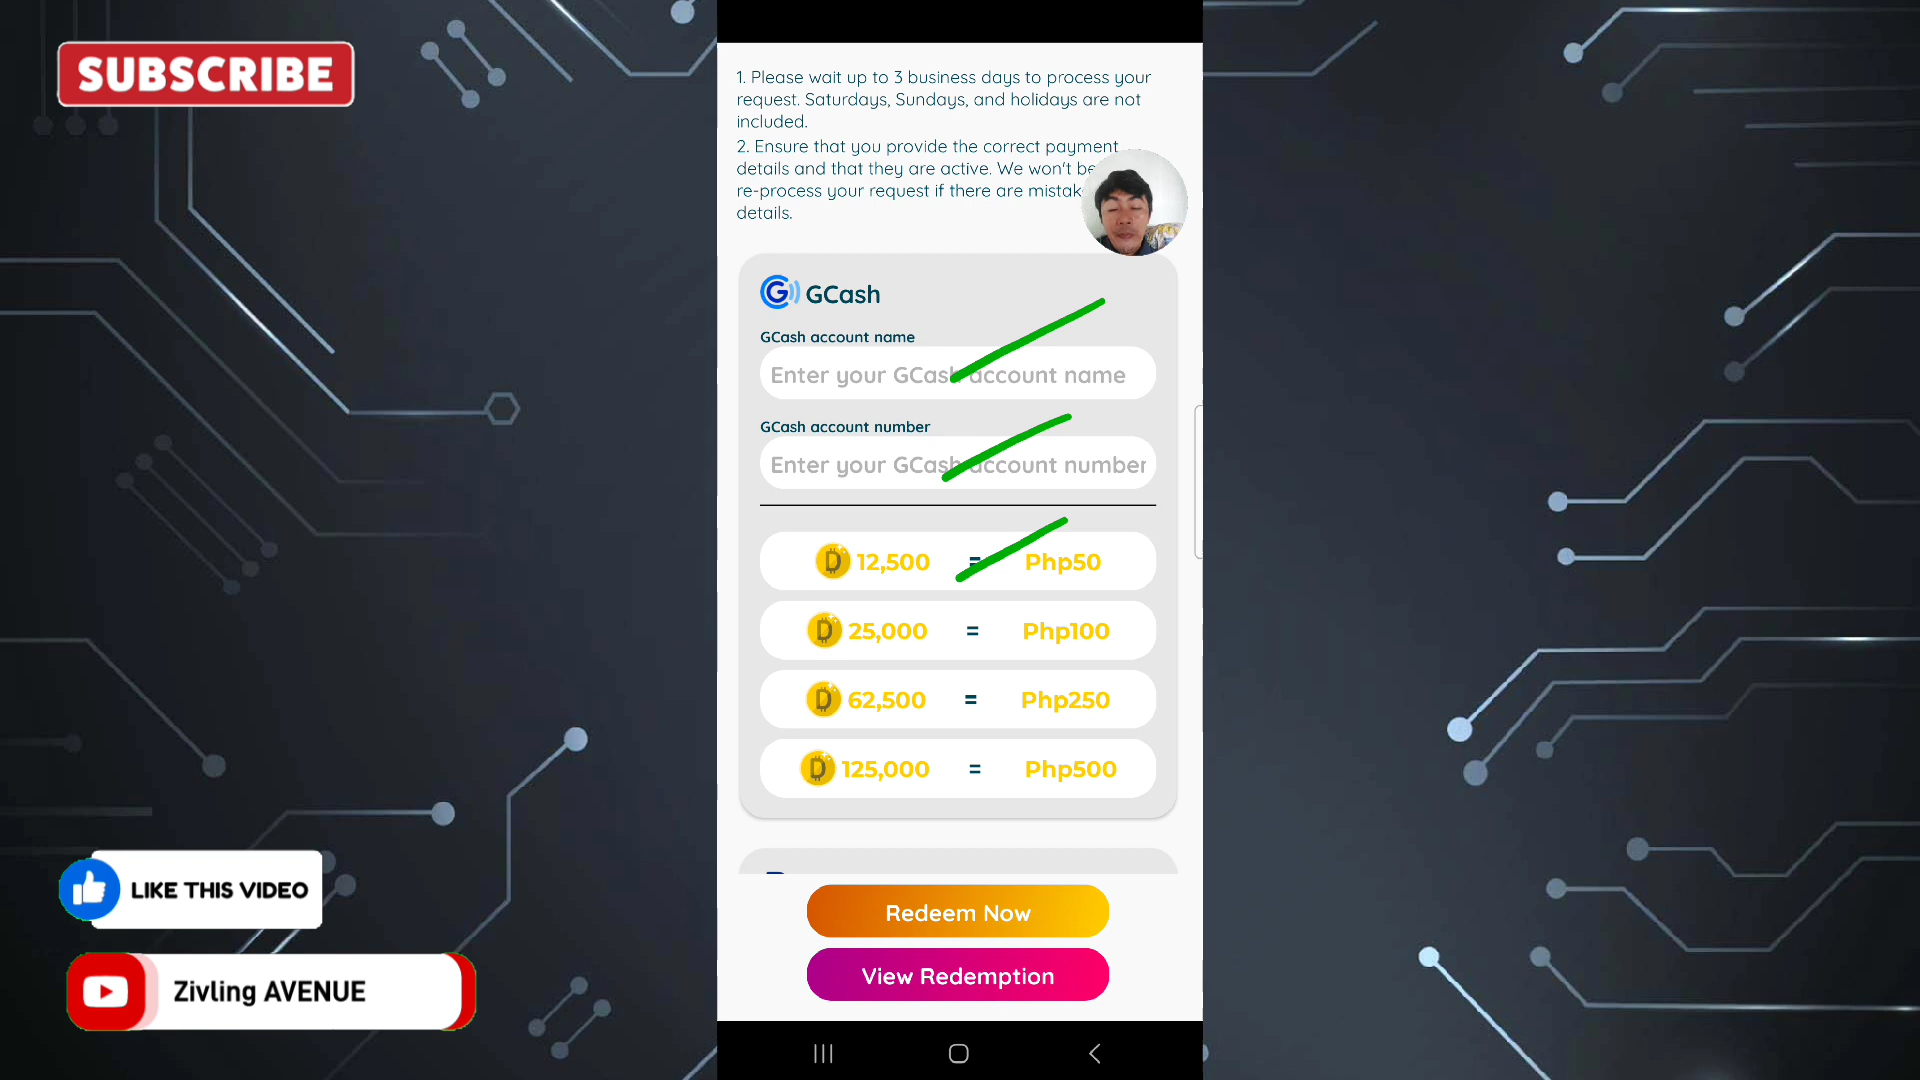 SUBSCRIBE
1. Please wait up to 3 business days to process your
request. Saturdays, Sundays, and holidays are not
included.
2. Ensure that you provide the correct payment
details and that they are active. We won't be
re-process your request if there are
details.
GCash
GCash account name
Enter your GCash account name
GCash account number
Enter your GCash account number
12,500 = Php50
25,000 = Php100
62,500 = Php250
125,000 = Php500
Redeem Now
View Redemption
LIKE THIS VIDEO
Zivling AVENUE